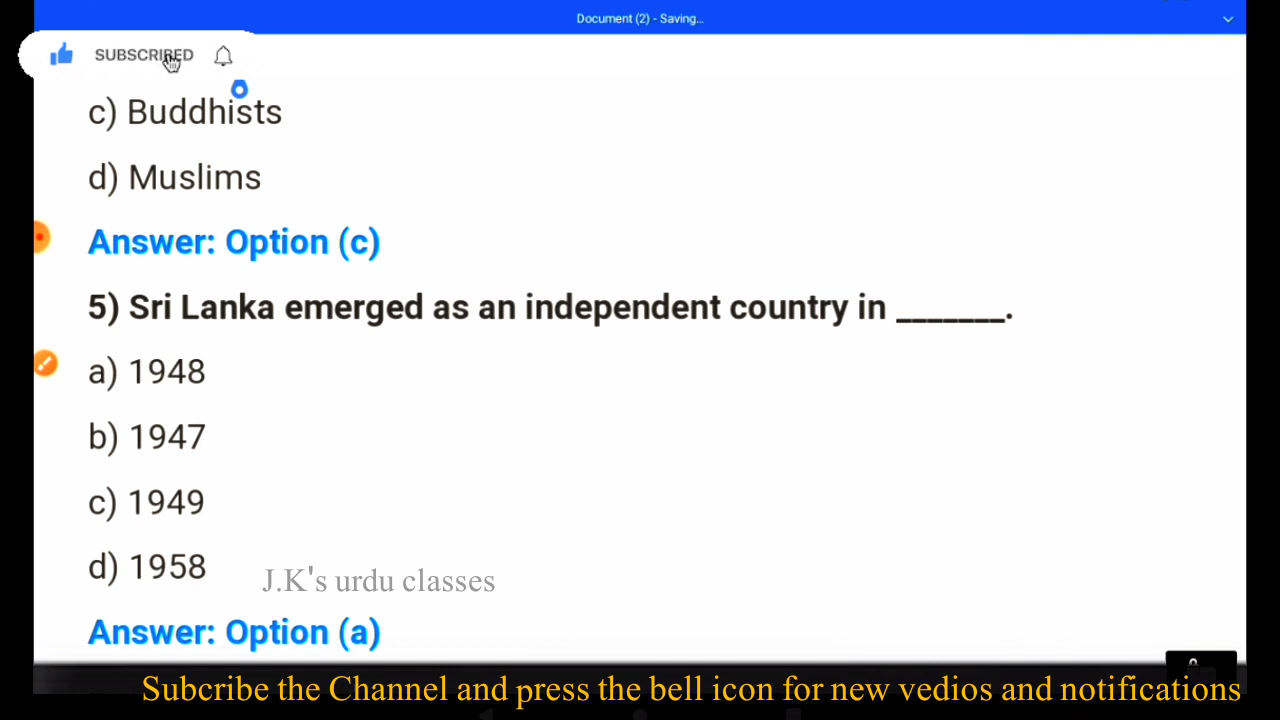 Document (2) - Saving...
SUBSCRIBED
c) Buddhists
d) Muslims
Answer: Option (c)
5) Sri Lanka emerged as an independent country in _______.
a) 1948
b) 1947
c) 1949
d) 1958
J.K's urdu classes
Answer: Option (a)
Subcribe the Channel and press the bell icon for new vedios and notifications